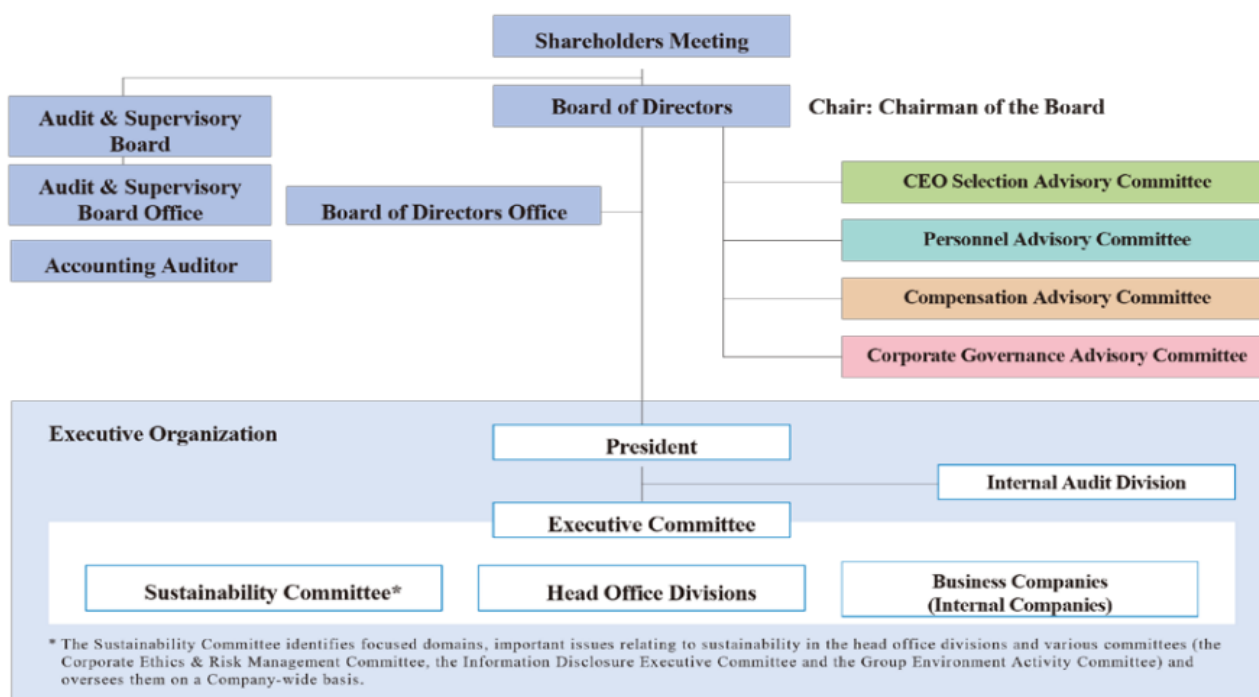 Shareholders Meeting
Board of Directors
Chair: Chairman of the Board
Audit & Supervisory
Board
Audit & Supervisory
Board Office
Accounting Auditor
Board of Directors Office
CEO Selection Advisory Committee
Personnel Advisory Committee
Compensation Advisory Committee
Corporate Governance Advisory Committee
Executive Organization
President
Internal Audit Division
Executive Committee
Sustainability Committee*
Head Office Divisions
Business Companies
(Internal Companies)
* The Sustainability Committee identifies focused domains, important issues relating to sustainability in the head office divisions and various committees (the
Corporate Ethics & Risk Management Committee, the Information Disclosure Executive Committee and the Group Environment Activity Committee) and
oversees them on a Company-wide basis.